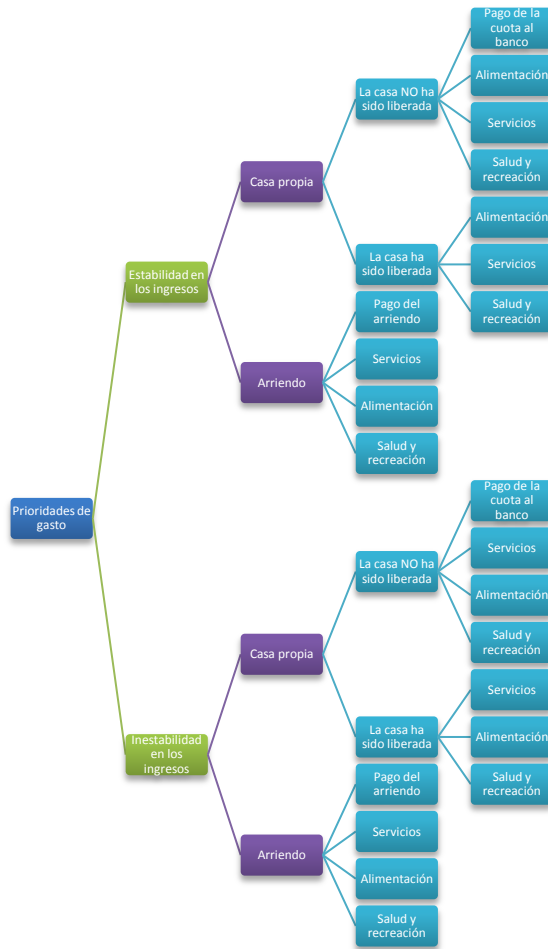 Prioridades de
gasto
Estabilidad en
los ingresos
Casa propia
La casa NO ha
sido liberada
Pago de la
cuota al
banco
Alimentación
Servicios
Salud y
recreación
La casa ha
sido liberada
Alimentación
Servicios
Salud y
recreación
Arriendo
Pago del
arriendo
Servicios
Alimentación
Salud y
recreación
Inestabilidad
en los
ingresos
Casa propia
La casa NO ha
sido liberada
Pago de la
cuota al
banco
Servicios
Alimentación
Salud y
recreación
La casa ha
sido liberada
Servicios
Alimentación
Salud y
recreación
Arriendo
Pago del
arriendo
Servicios
Alimentación
Salud y
recreación